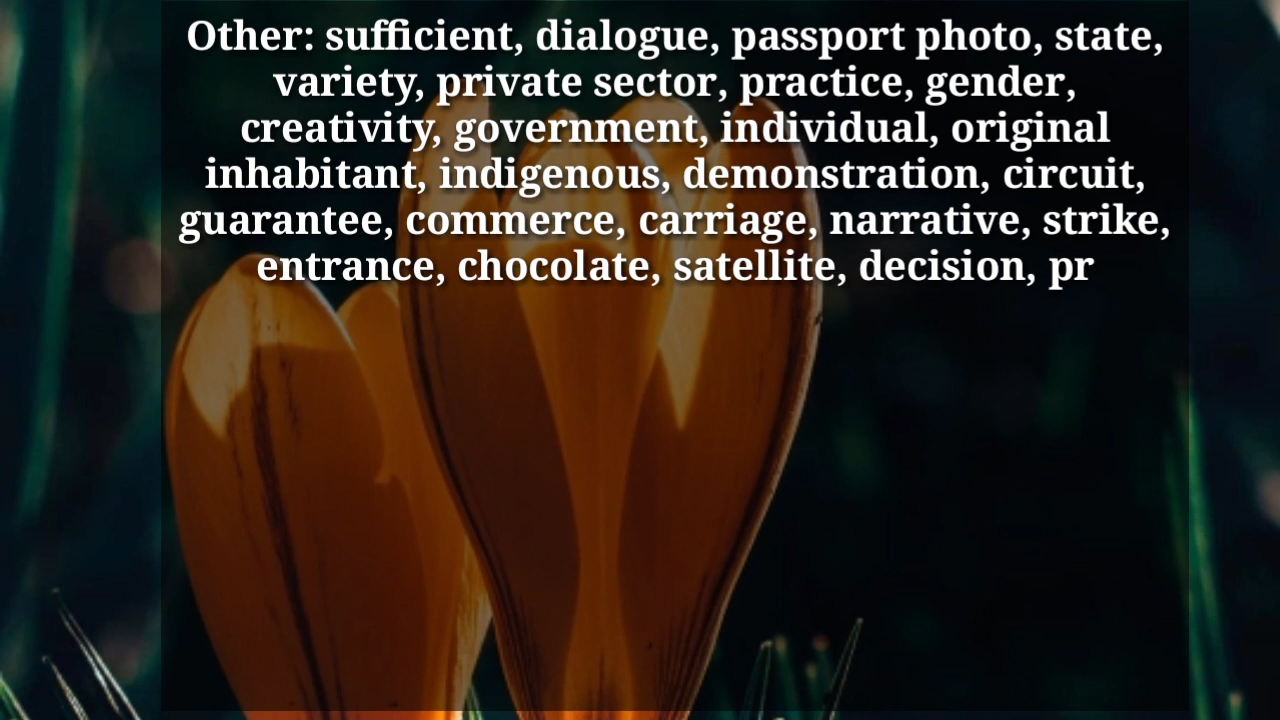 Other: sufficient, dialogue, passport photo, state,
variety, private sector, practice, gender,
creativity, government, individual, original
inhabitant, indigenous, demonstration, circuit,
guarantee, commerce, carriage, narrative, strike,
entrance, chocolate, satellite, decision, pr